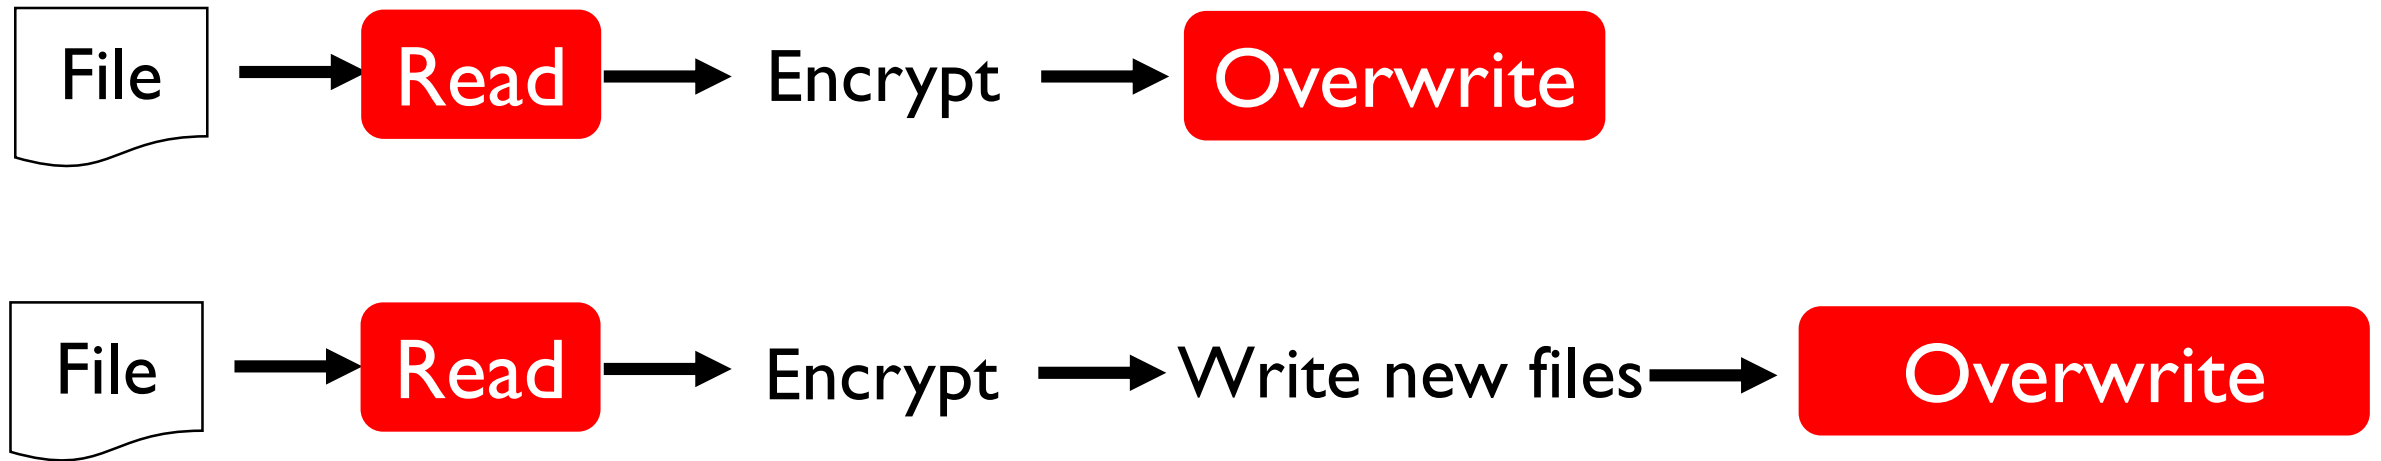 File Read Encrypt Overwrite
File Read Encrypt Write new files Overwrite